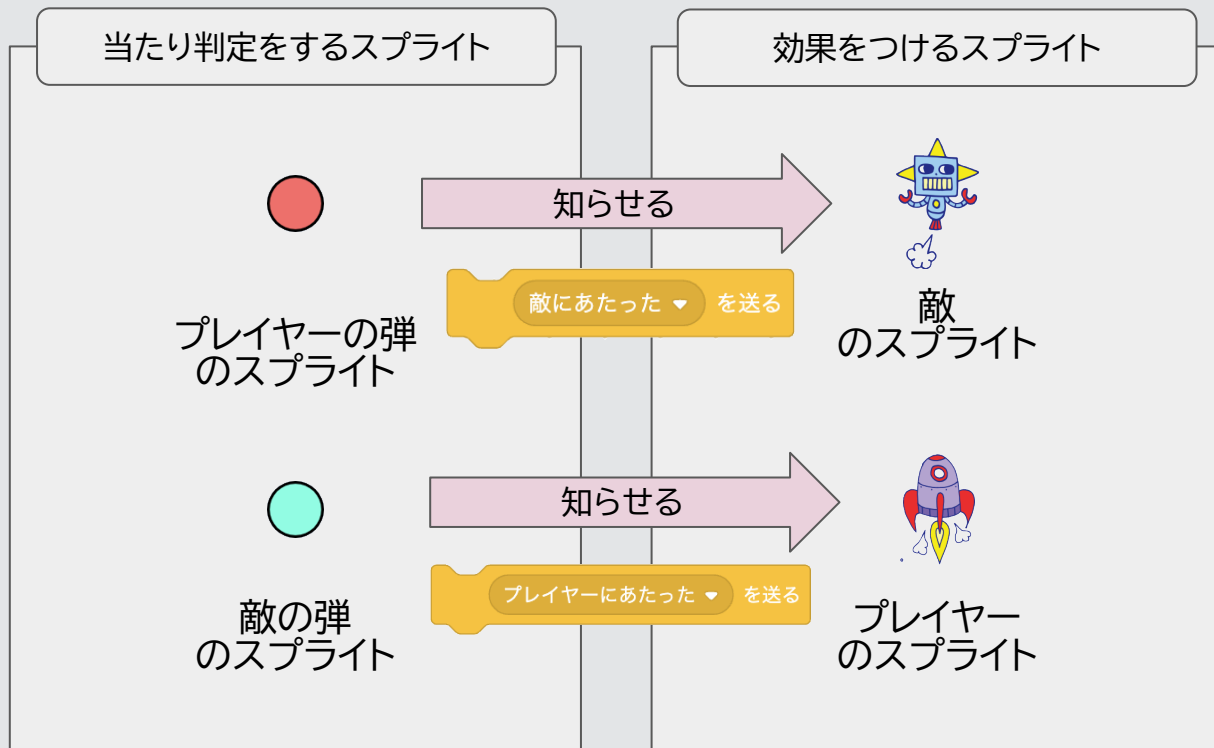 当たり判定をするスプライト
効果をつけるスプライト
知らせる
敵にあたった を送る
プレイヤーの弾
のスプライト
敵
のスプライト
知らせる
プレイヤーにあたった を送る
敵の弾
のスプライト
プレイヤー
のスプライト